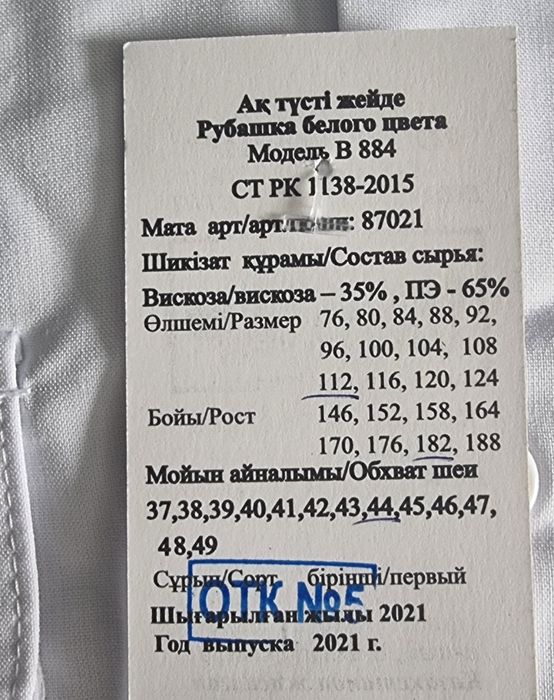 Ақ түсті жейде
Рубашка белого цвета
Модель В 884
СТ РК 1138-2015
Мата арт/арт. : 87021
Шикізат құрамы/Состав сырья:
Вискоза/вискоза – 35% , ПЭ - 65%
Өлшемі/Размер 76, 80, 84, 88, 92,
96, 100, 104, 108
112, 116, 120, 124
Бойы/Рост 146, 152, 158, 164
170, 176, 182, 188
Мойын айналымы/Обхват шеи
37,38,39,40,41,42,43,44,45,46,47,
48,49
Сұрып/Сорт бірінші/первый
ОТК №5
Шығарылған жылы 2021
Год выпуска 2021 г.